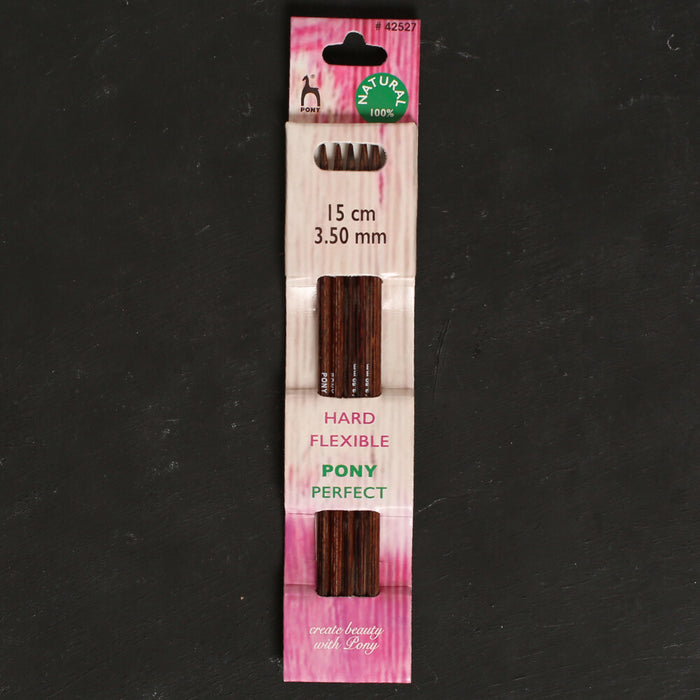 # 42527
PONY
NATURAL
100%
15 cm
3.50 mm
PONY
HARD
FLEXIBLE
PONY
PERFECT
create beauty
with Pony